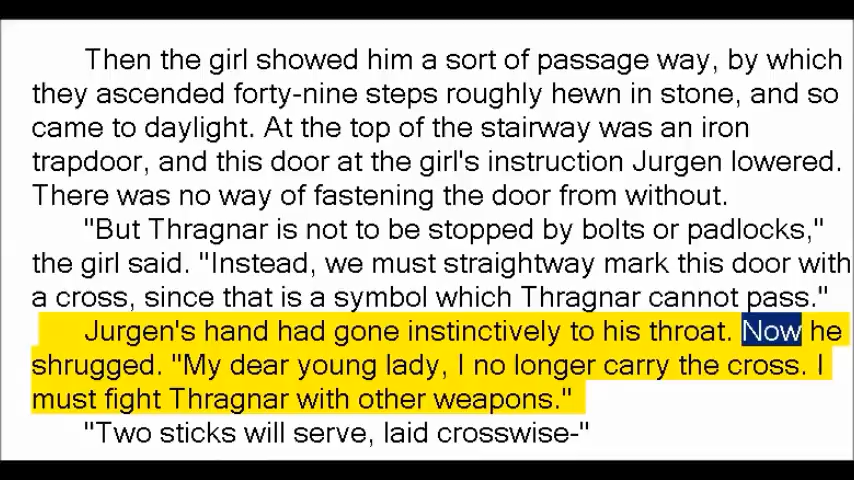 Then the girl showed him a sort of passage way, by which
they ascended forty-nine steps roughly hewn in stone, and so
came to daylight. At the top of the stairway was an iron
trapdoor, and this door at the girl's instruction Jurgen lowered.
There was no way of fastening the door from without.
"But Thragnar is not to be stopped by bolts or padlocks,"
the girl said. "Instead, we must straightway mark this door with
a cross, since that is a symbol which Thragnar cannot pass."
Jurgen's hand had gone instinctively to his throat. Now he
shrugged. "My dear young lady, I no longer carry the cross. I
must fight Thragnar with other weapons."
"Two sticks will serve, laid crosswise-"